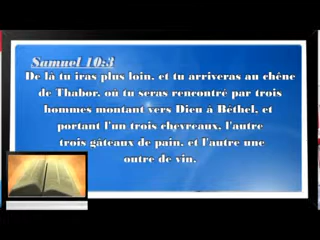 Samuel 10:3
De là tu iras plus loin, et tu arriveras au chêne
de Thabor, où tu seras rencontré par trois
hommes montant vers Dieu á Béthel, et
portant l'un trois chevreaux, l'autre
trois gâteaux de pain, et l'autre une
outre de vin.